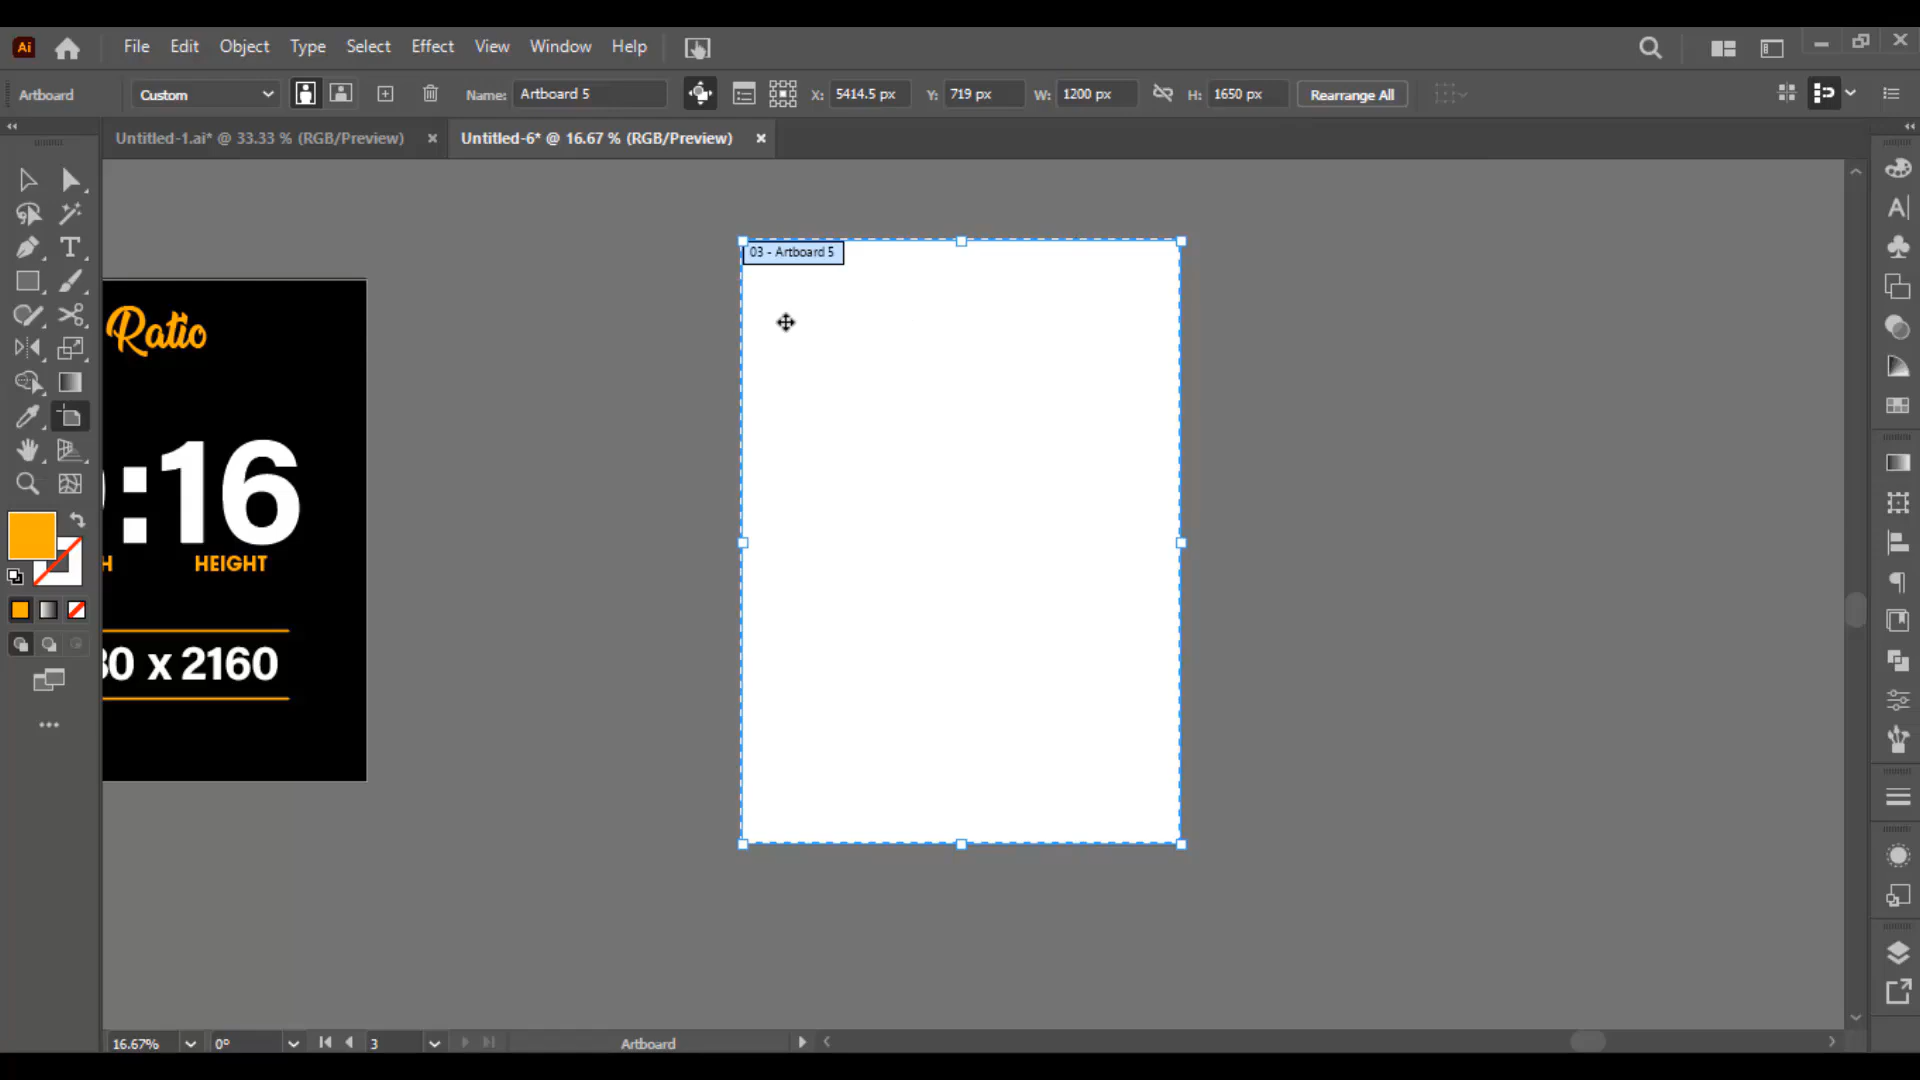 Ai File Edit Object Type Select Effect View Window Help
Artboard Custom Name: Artboard 5 X: 5414.5 px Y: 719 px W: 1200 px H: 1650 px Rearrange All
Untitled-1.ai* @ 33.33 % (RGB/Preview) × Untitled-6* @ 16.67 % (RGB/Preview) ×
03 - Artboard 5
Ratio
:16
H HEIGHT
80 x 2160
16.67% 0° 3 Artboard